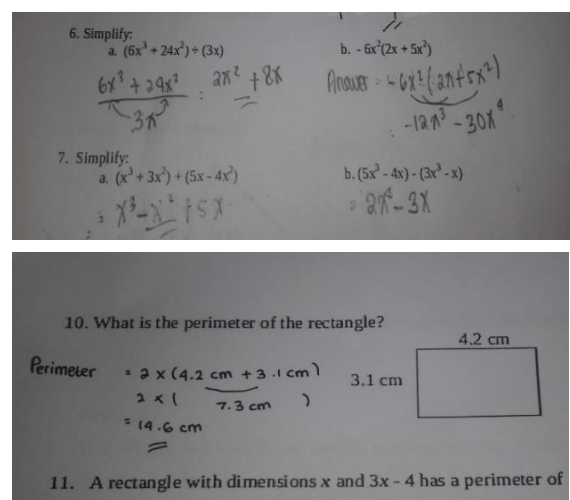 6. Simplify:
a. (6x³ + 24x²) ÷ (3x)
b. - 6x²(2x + 5x²)
6x³ + 24x²
3x
= 2x² + 8x
Answer = -6x²(2x+5x²)
= -12x³ - 30x⁴
7. Simplify:
a. (x³ + 3x²) + (5x - 4x²)
b. (5x³ - 4x) - (3x³ - x)
= x³ - x² + 5x
= 2x³ - 3x
10. What is the perimeter of the rectangle?
4.2 cm
3.1 cm
Perimeter = 2 x (4.2 cm + 3.1 cm)
2 x ( 7.3 cm )
= 14.6 cm
11. A rectangle with dimensions x and 3x - 4 has a perimeter of